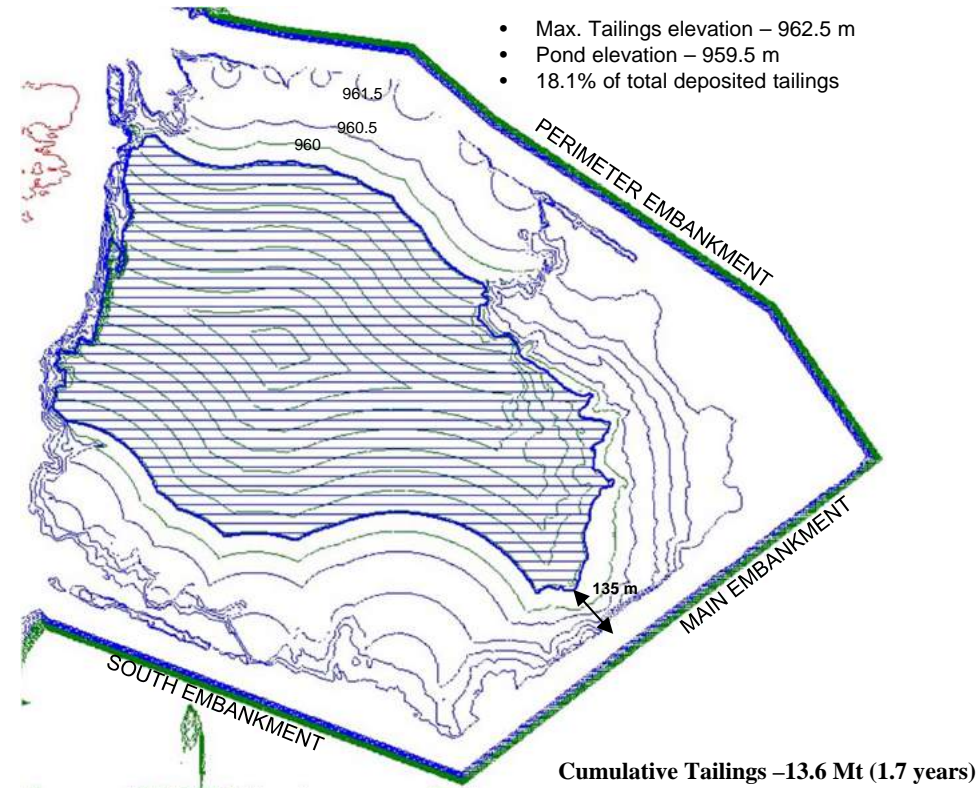 • Max. Tailings elevation – 962.5 m
• Pond elevation – 959.5 m
• 18.1% of total deposited tailings
961.5
960.5
960
PERIMETER EMBANKMENT
135 m
MAIN EMBANKMENT
SOUTH EMBANKMENT
Cumulative Tailings –13.6 Mt (1.7 years)